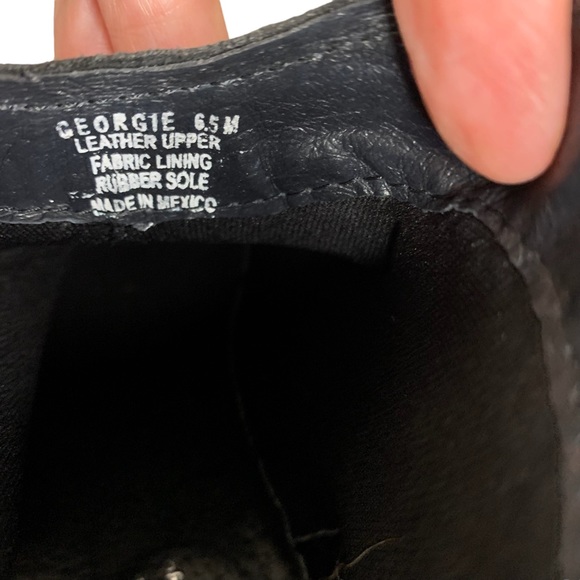 GEORGIE 6.5 M
LEATHER UPPER
FABRIC LINING
RUBBER SOLE
MADE IN MEXICO